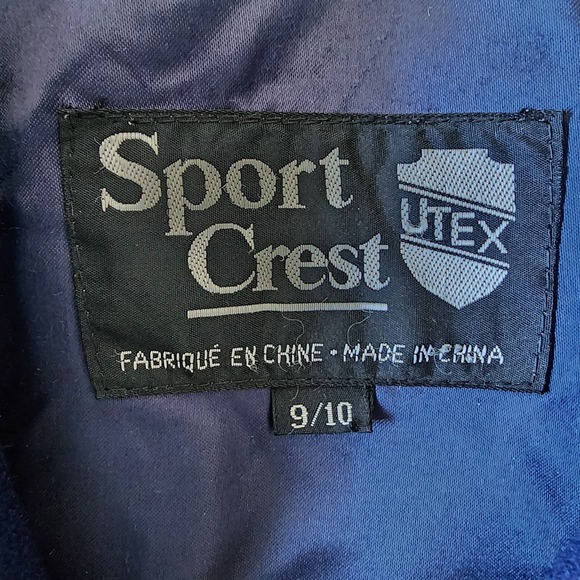 Sport
Crest
UTEX
FABRIQUÉ EN CHINE • MADE IN CHINA
9/10